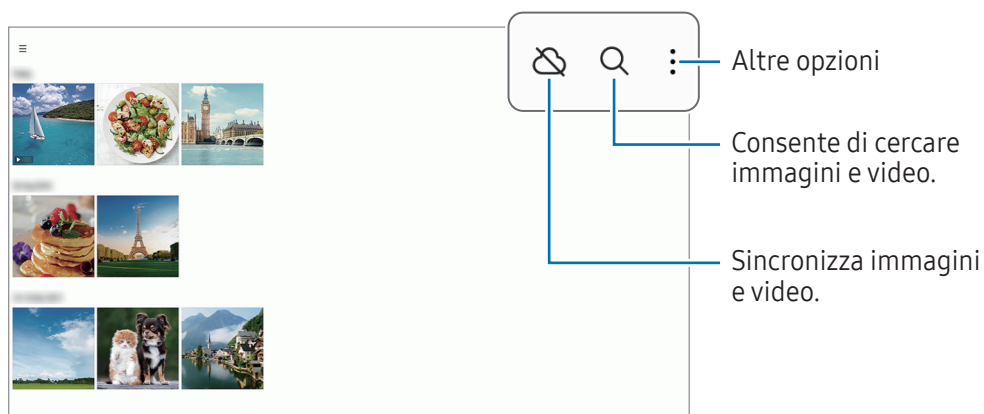 Altre opzioni
Consente di cercare
immagini e video.
Sincronizza immagini
e video.